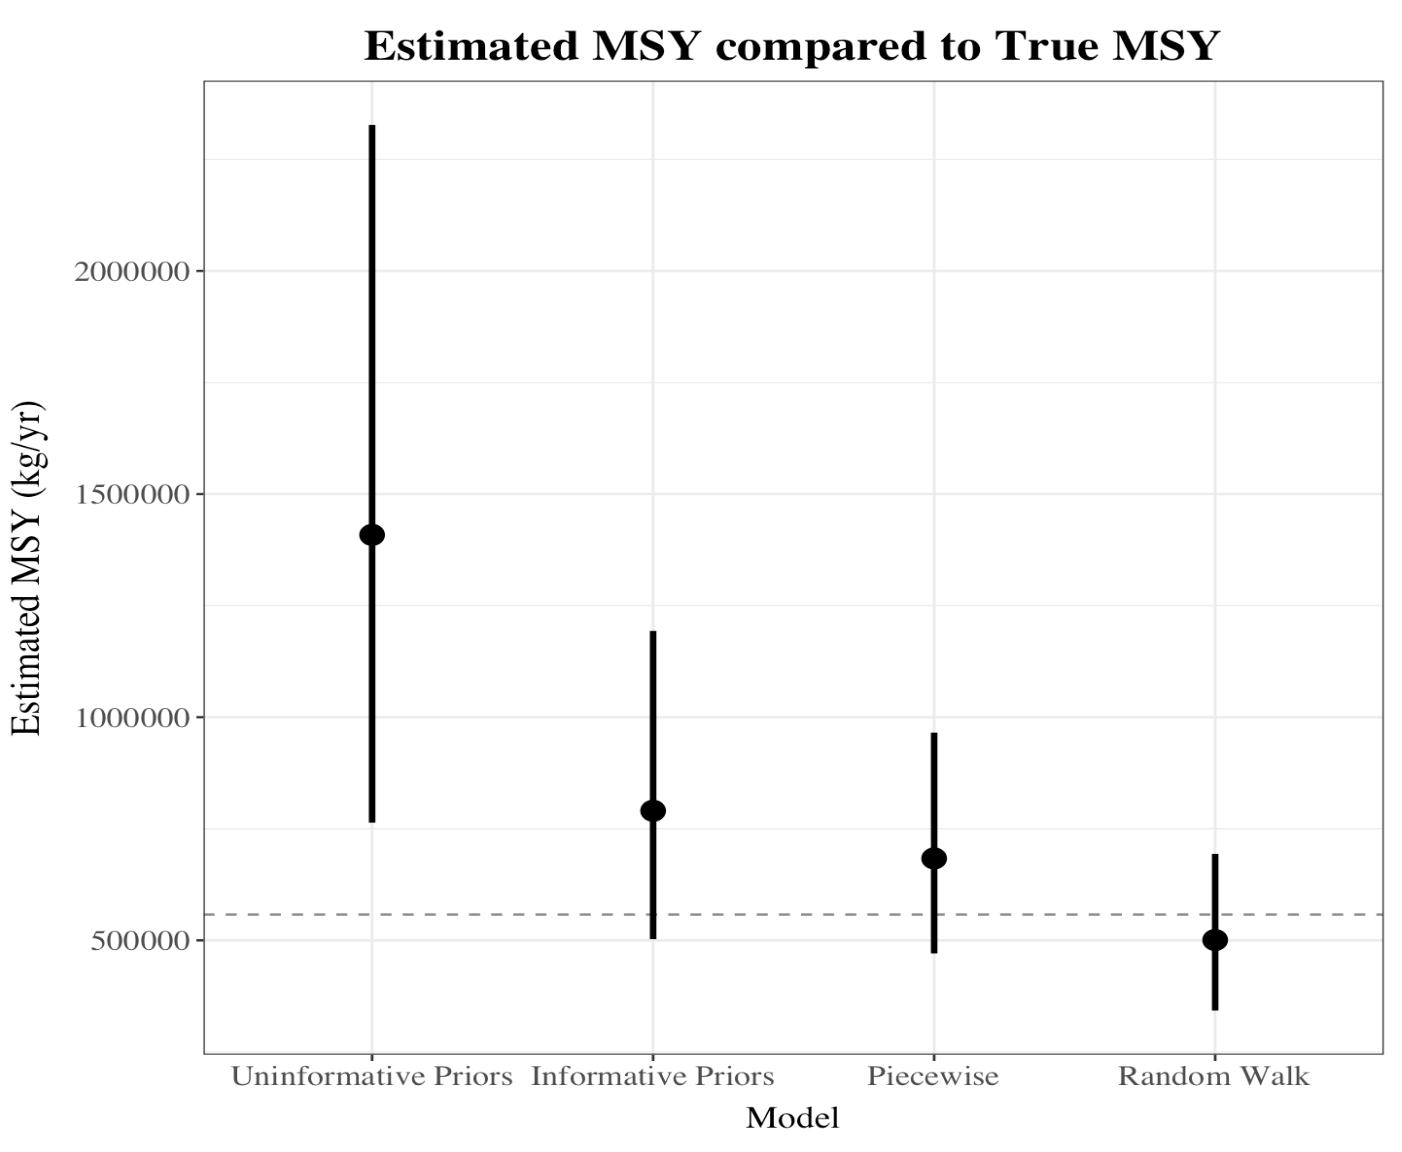 Estimated MSY compared to True MSY
Estimated MSY (kg/yr)
2000000
1500000
1000000
500000
Uninformative Priors
Informative Priors
Piecewise
Random Walk
Model